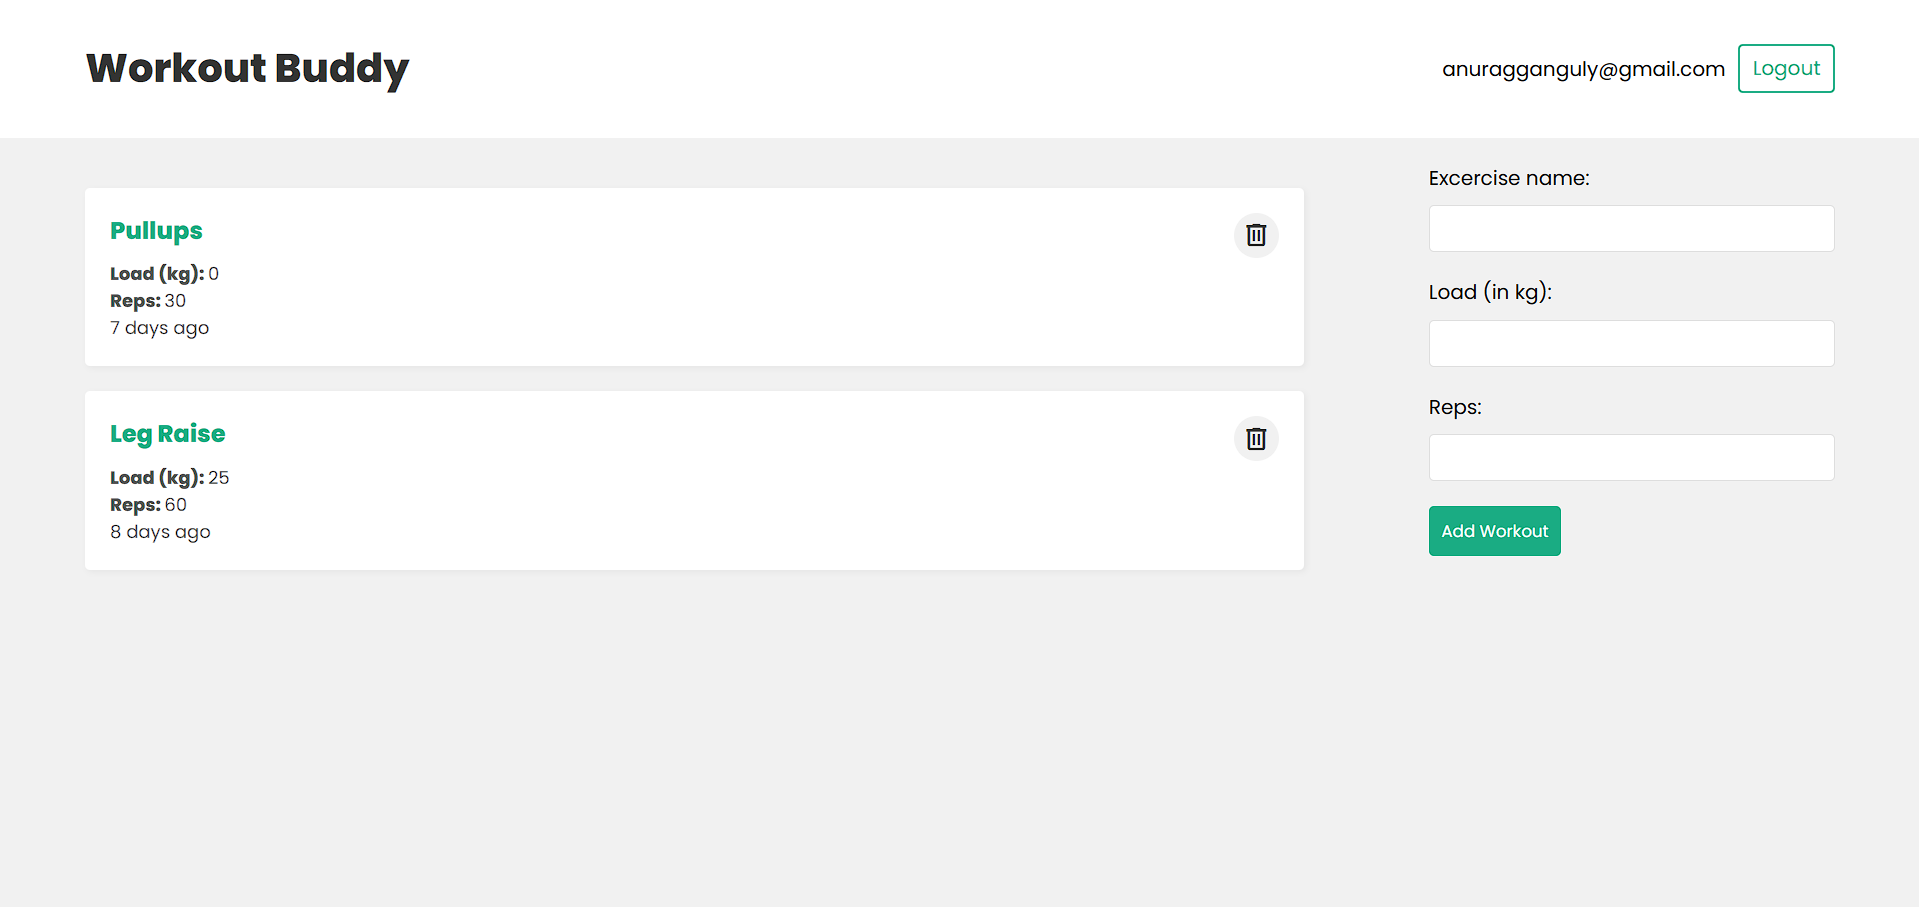 Workout Buddy
anuragganguly@gmail.com Logout
Pullups
Load (kg): 0
Reps: 30
7 days ago
Leg Raise
Load (kg): 25
Reps: 60
8 days ago
Excercise name:
Load (in kg):
Reps:
Add Workout